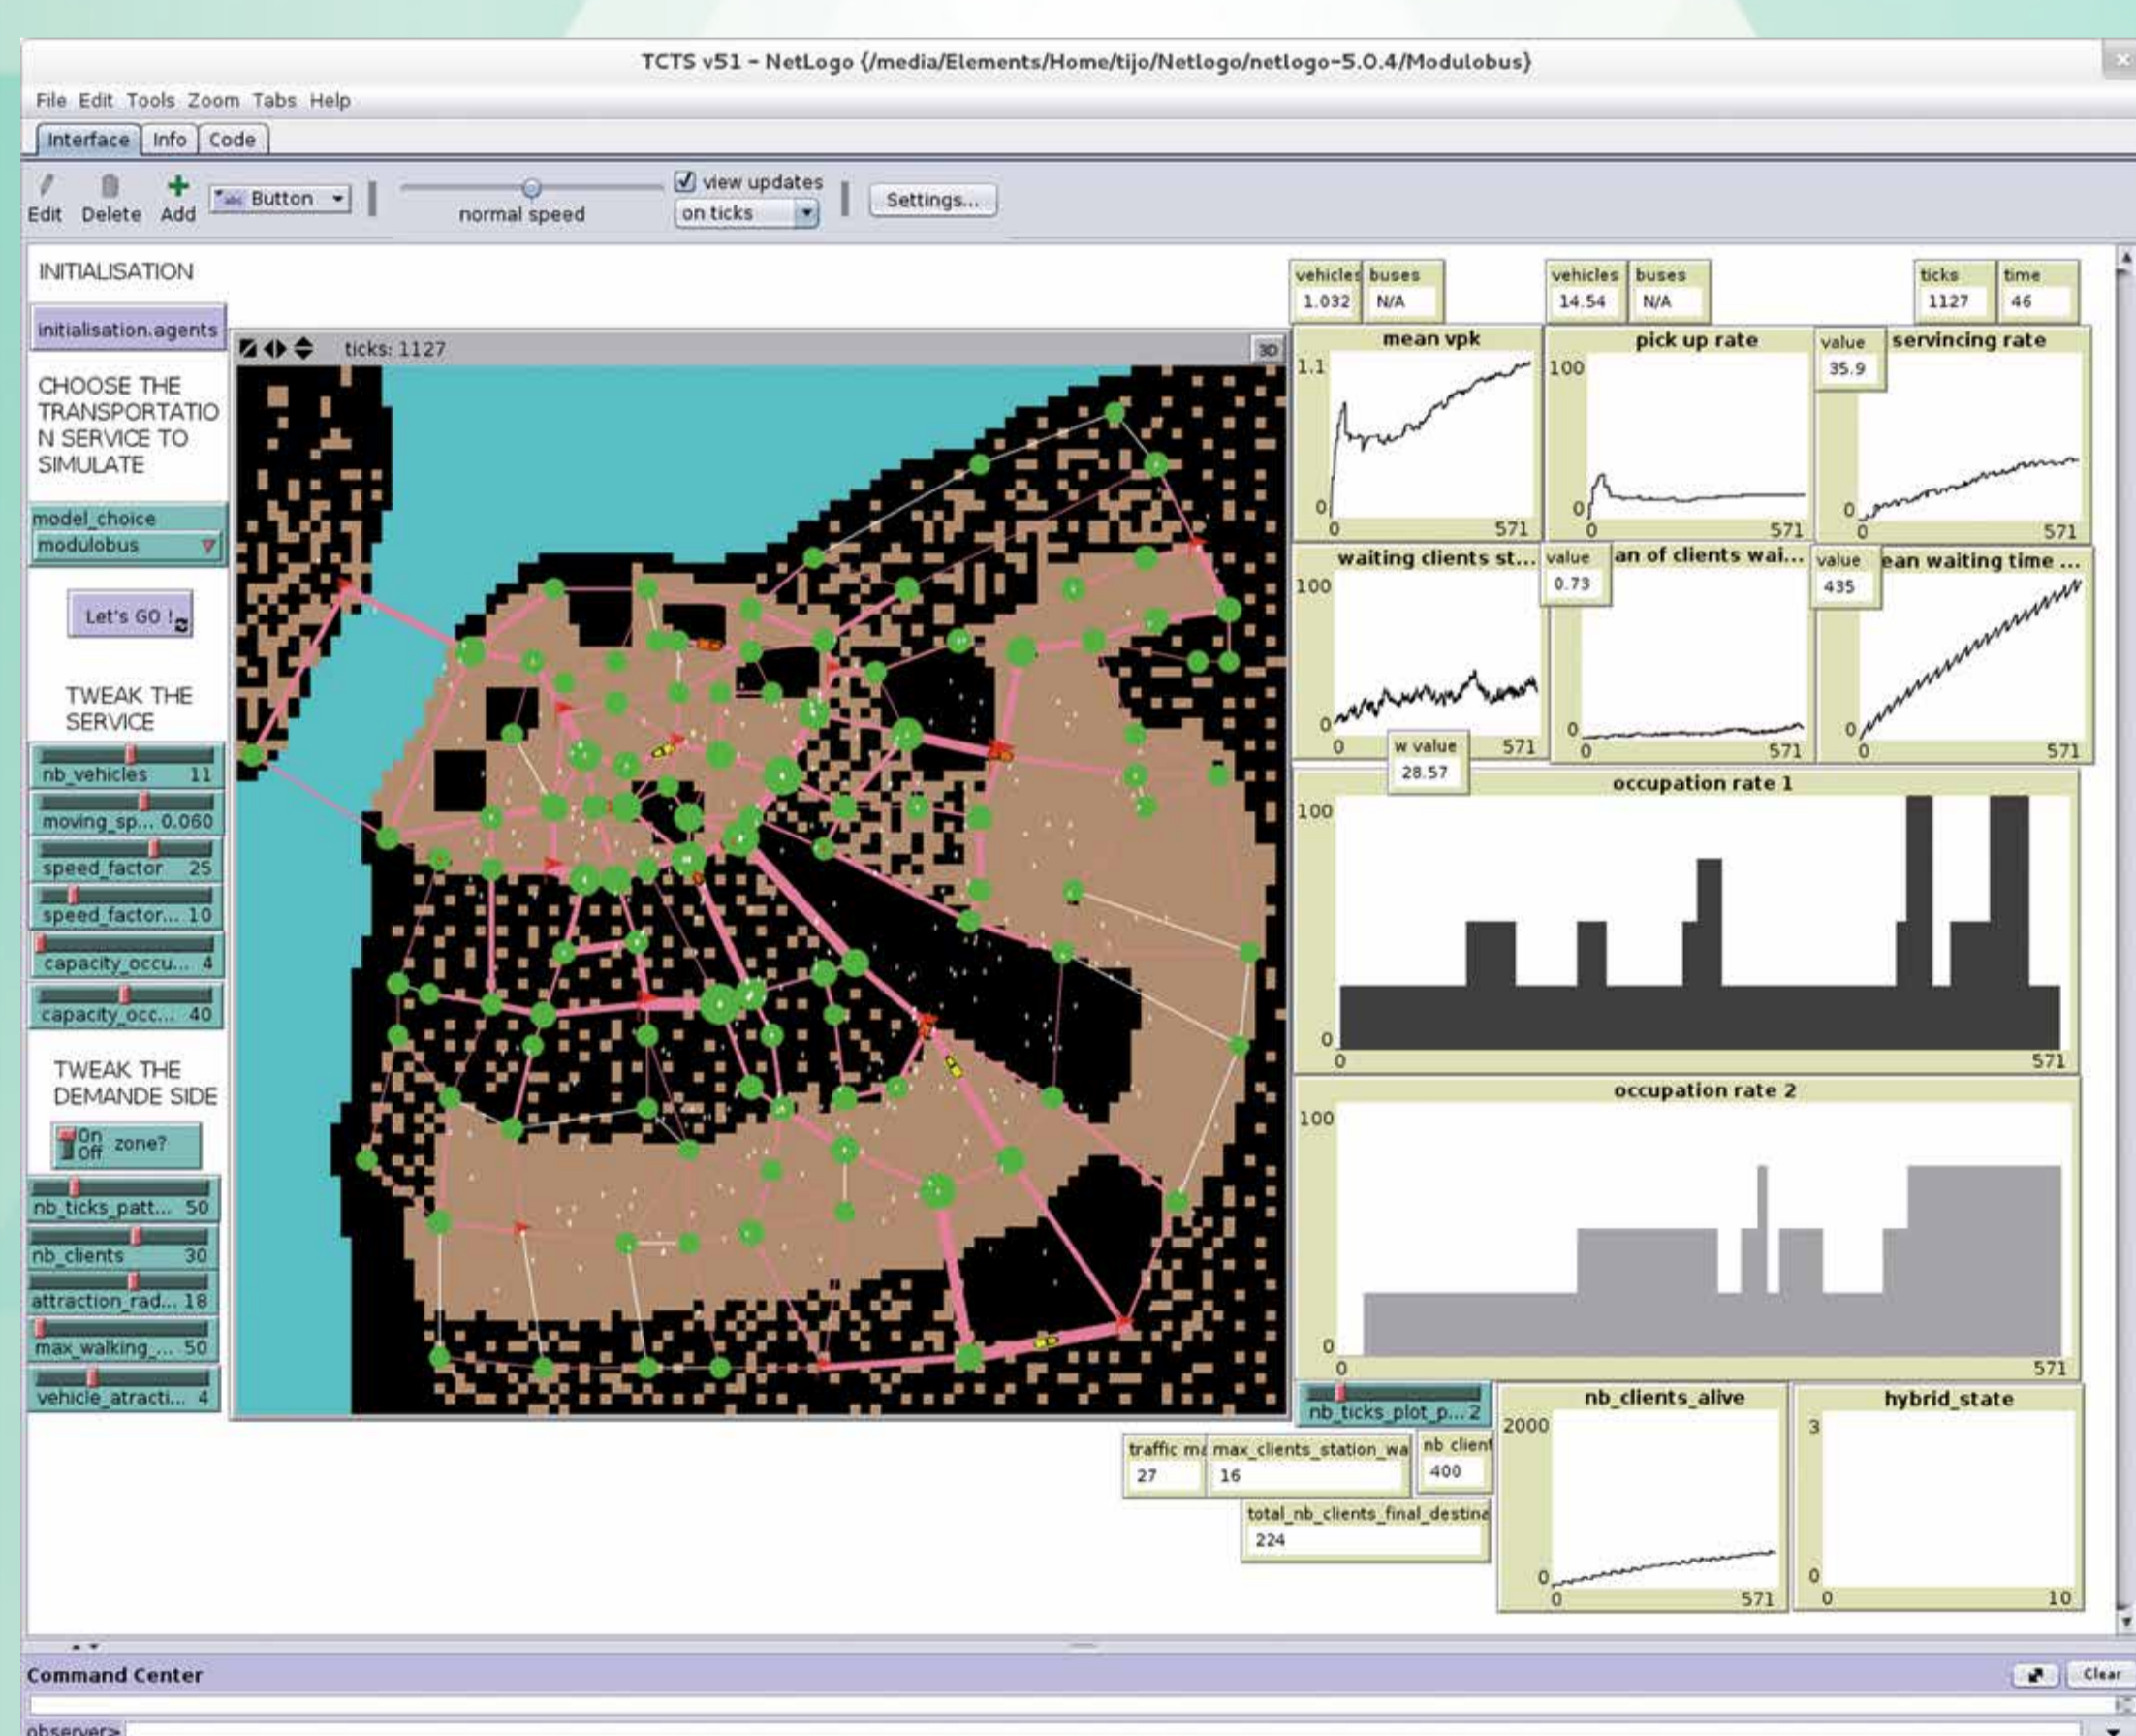 TCTS v51 - NetLogo {/media/Elements/Home/tijo/Netlogo/netlogo-5.0.4/Modulobus}
File Edit Tools Zoom Tabs Help
Interface Info Code
Edit Delete Add Button normal speed view updates on ticks Settings...
INITIALISATION
initialisation.agents
CHOOSE THE
TRANSPORTATIO
N SERVICE TO
SIMULATE
model_choice
modulobus
Let's GO !
TWEAK THE
SERVICE
nb_vehicles 11
moving_sp... 0.060
speed_factor 25
speed_factor... 10
capacity_occu... 4
capacity_occ... 40
TWEAK THE
DEMANDE SIDE
On
Off zone?
nb_ticks_patt... 50
nb_clients 30
attraction_rad... 18
max_walking_... 50
vehicle_atracti... 4
ticks: 1127 3D
vehicles buses
1.032 N/A
vehicles buses
14.54 N/A
ticks time
1127 46
mean vpk
1.1
0
0 571
pick up rate
100
0
0 571
value
35.9
servincing rate
0
0 571
waiting clients st...
100
0
0 571
w value
28.57
value
0.73
an of clients wai...
0
0 571
value
435
ean waiting time ...
0
0 571
occupation rate 1
100
0
0 571
occupation rate 2
100
0
0 571
nb_ticks_plot_p... 2
traffic ma
27
max_clients_station_wa
16
nb client
400
total_nb_clients_final_destina
224
nb_clients_alive
2000
0
0 571
hybrid_state
3
0
0 10
Command Center Clear
observer>